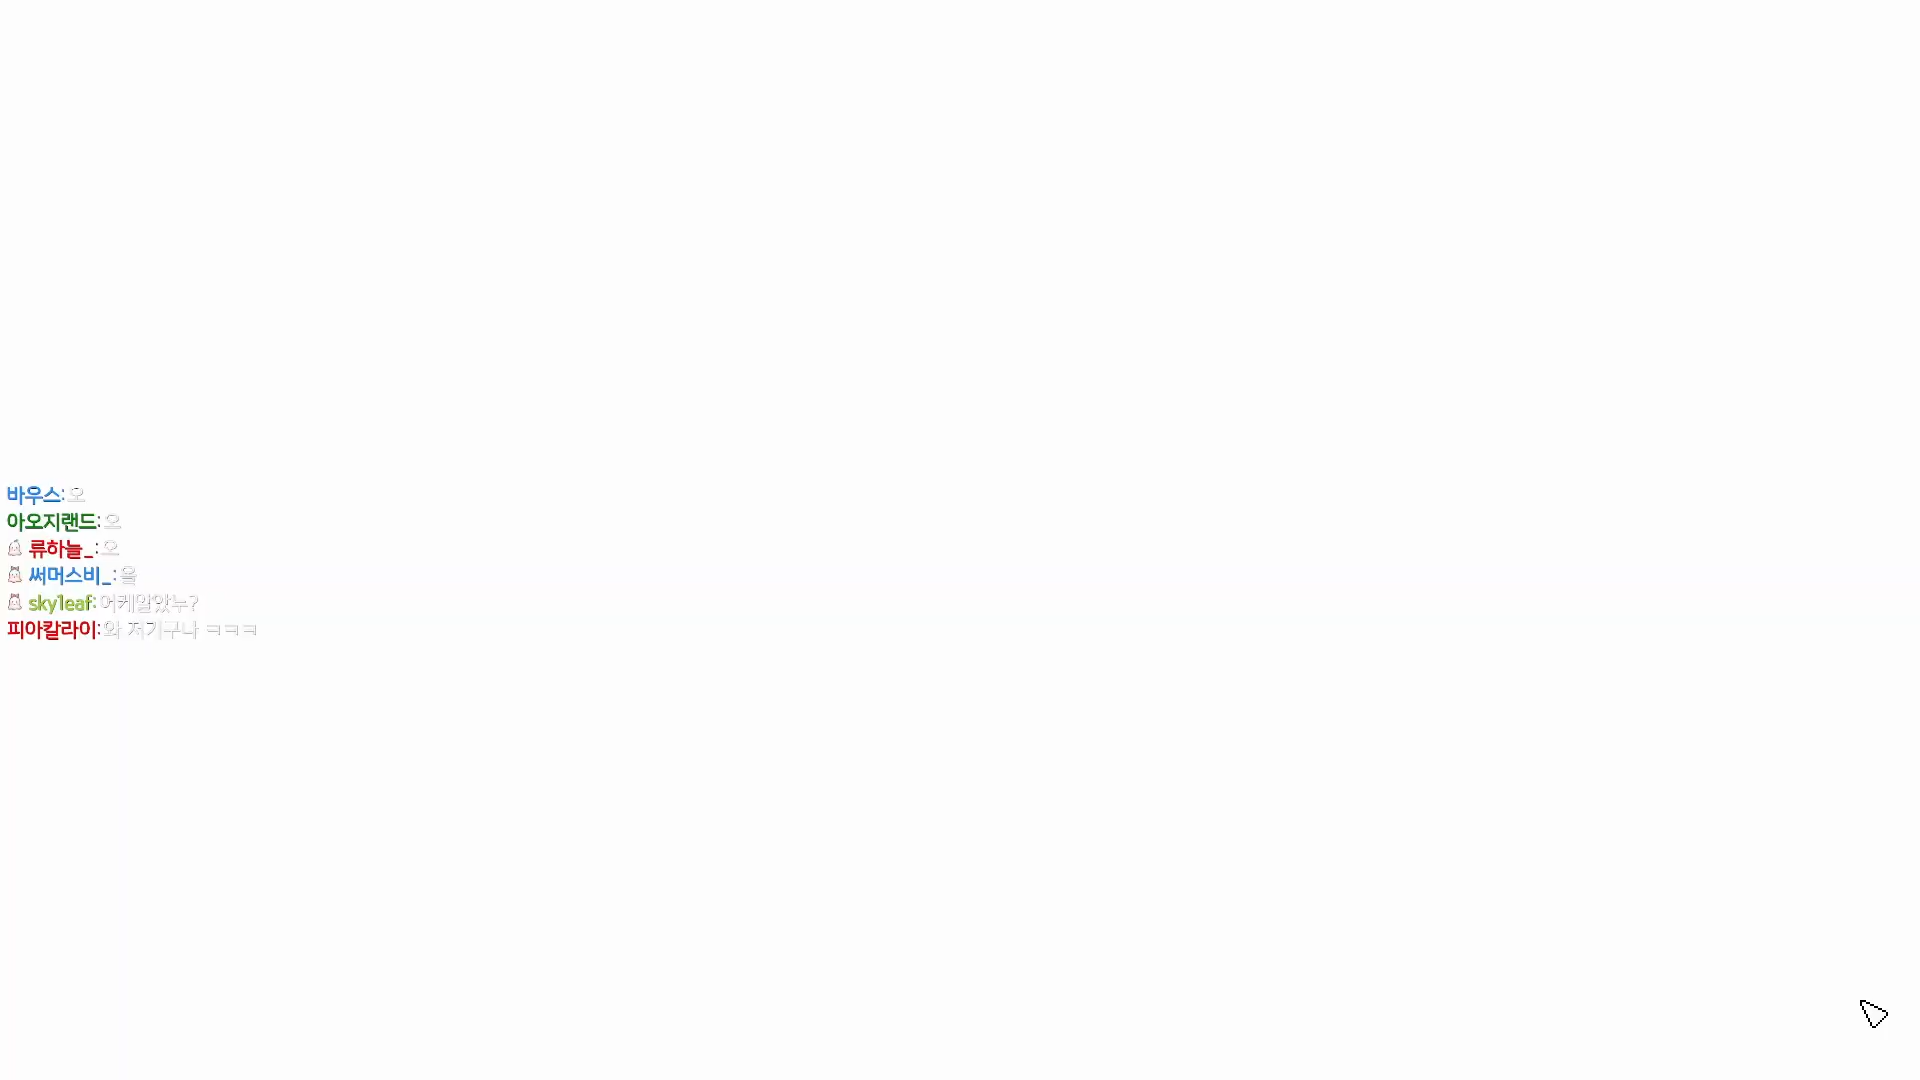 바우스: 오
아오지랜드: 오
류하늘_: 오
써머스비_: 올
sky1eaf: 어케알았누?
피아칼라이: 와 저기구나 ㅋㅋㅋ